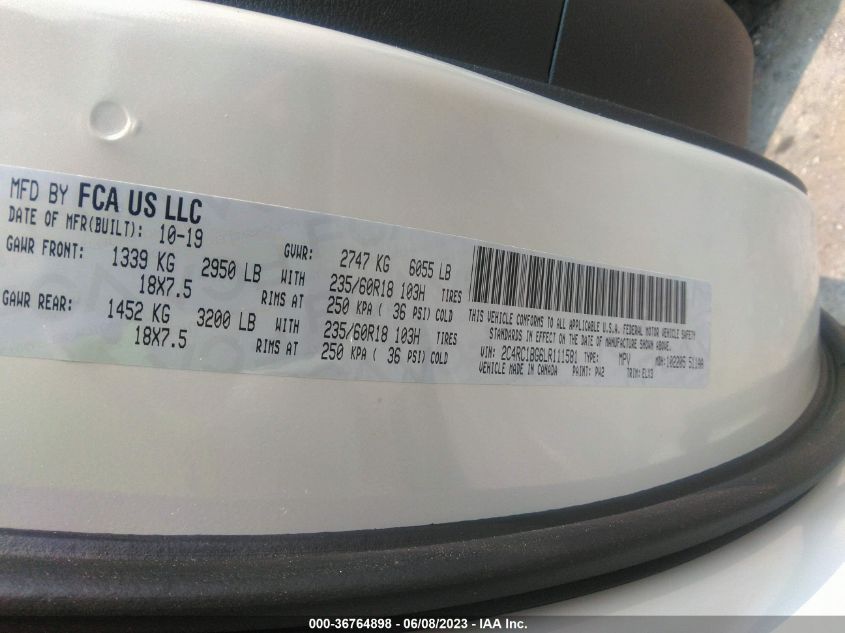 MFD BY FCA US LLC
DATE OF MFR(BUILT): 10-19
GVWR: 2747 KG 6055 LB
GAWR FRONT: 1339 KG 2950 LB WITH 235/60R18 103H TIRES
18X7.5 RIMS AT 250 KPA ( 36 PSI) COLD
GAWR REAR: 1452 KG 3200 LB WITH 235/60R18 103H TIRES
18X7.5 RIMS AT 250 KPA ( 36 PSI) COLD
THIS VEHICLE CONFORMS TO ALL APPLICABLE U.S.A. FEDERAL MOTOR VEHICLE SAFETY
STANDARDS IN EFFECT ON THE DATE OF MANUFACTURE SHOWN ABOVE.
VIN: 2C4RC1BG6LR111581 TYPE: MPV MDH: 102206 511AA
VEHICLE MADE IN CANADA PAINT: PW2 TRIM: ELX3
000-36764898 - 06/08/2023 - IAA Inc.